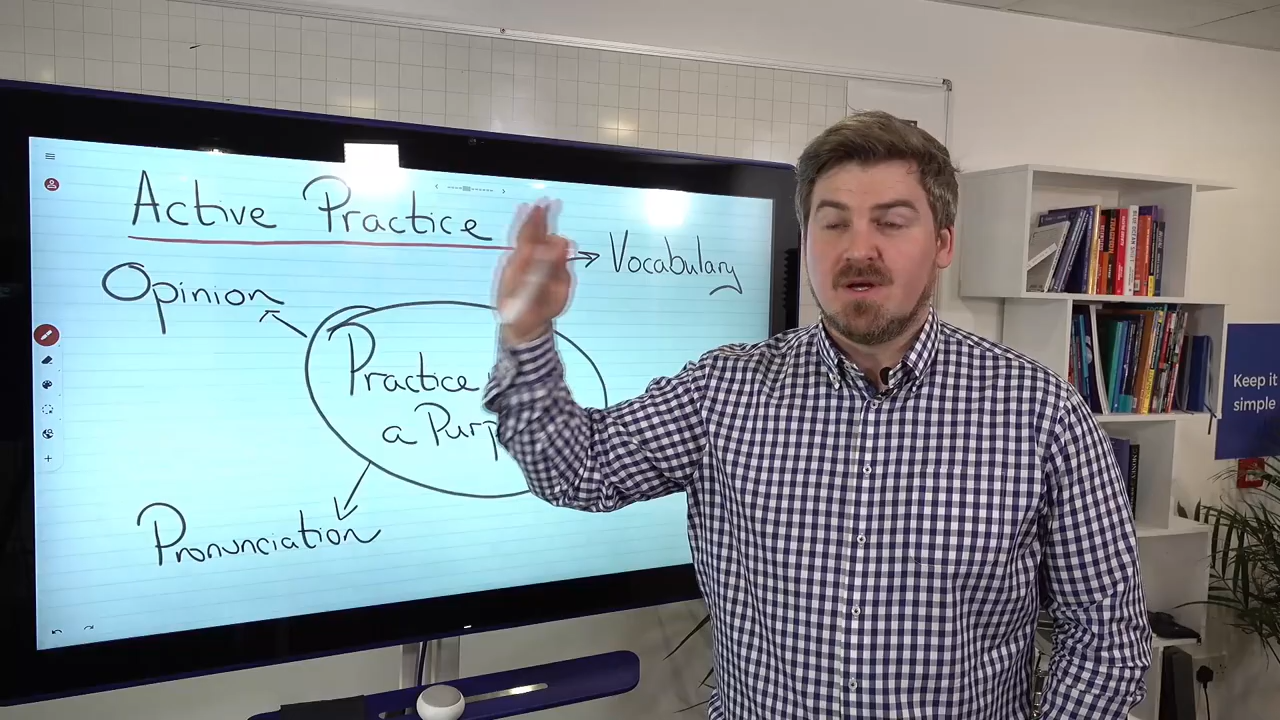 Active Practice
Opinion
Vocabulary
Practice
a Purp
Pronunciation
Keep it
simple